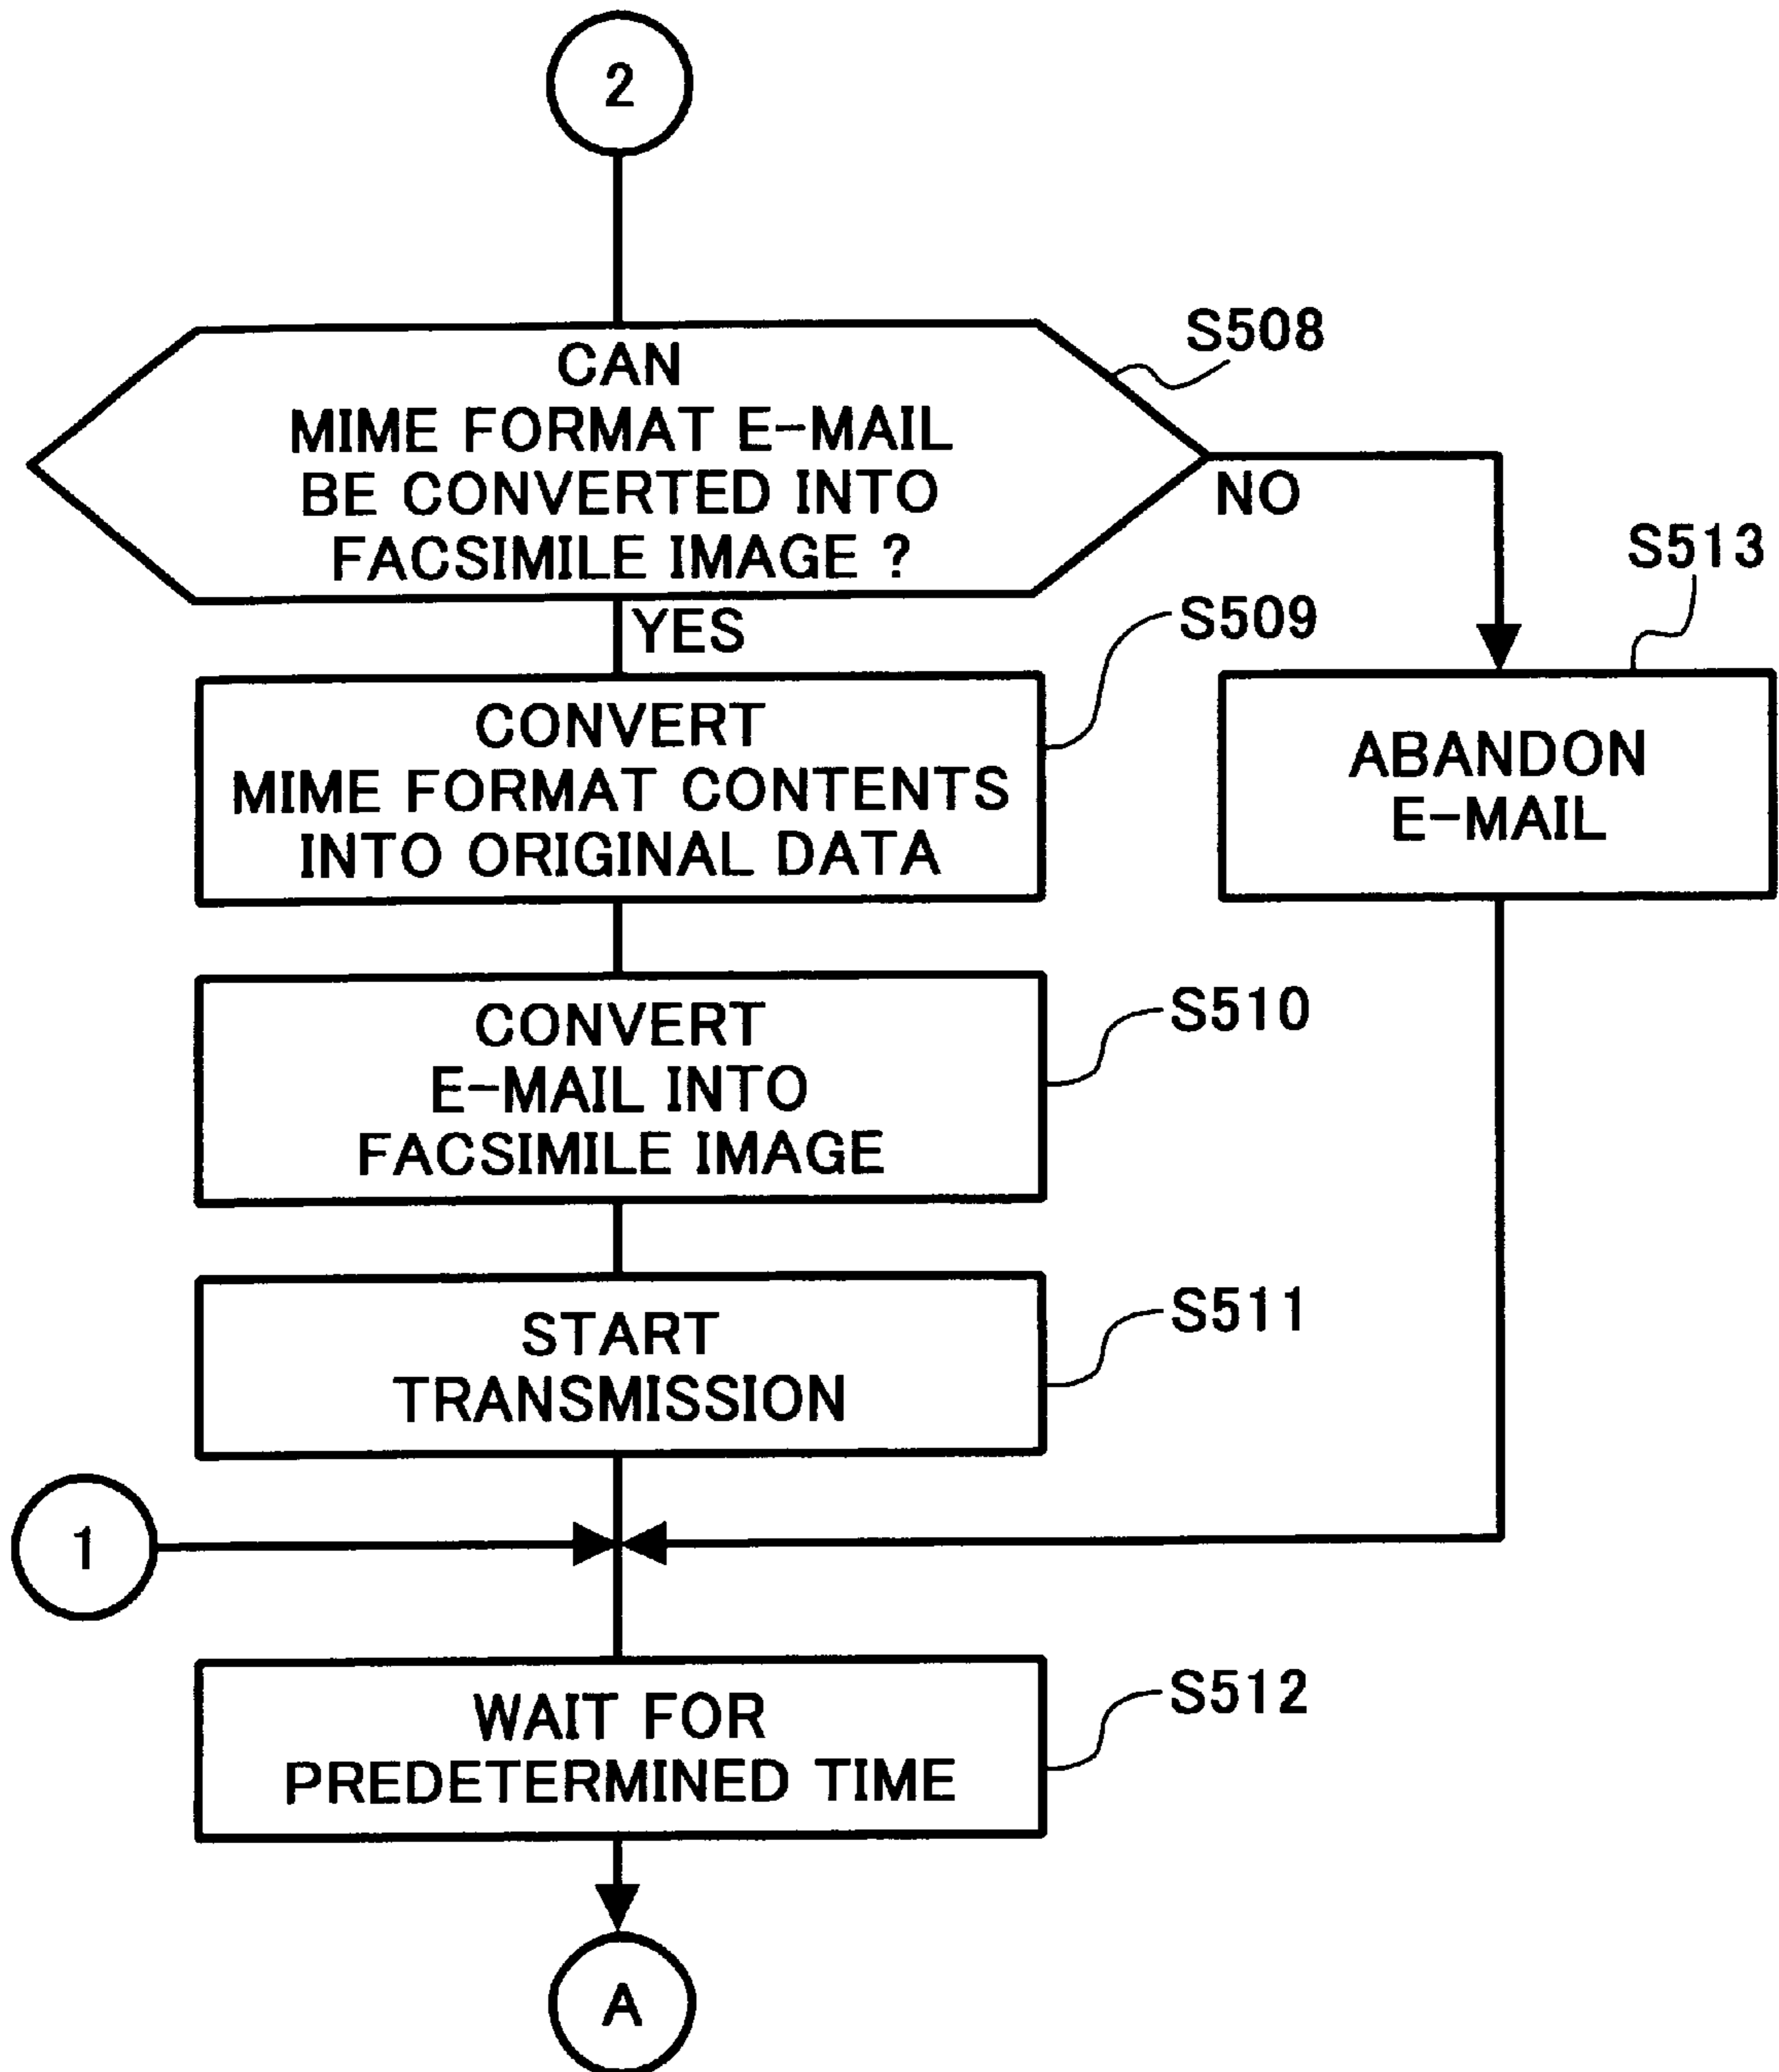 2
S508
CAN
MIME FORMAT E-MAIL
BE CONVERTED INTO
FACSIMILE IMAGE ?
NO
YES
S509
CONVERT
MIME FORMAT CONTENTS
INTO ORIGINAL DATA
S513
ABANDON
E-MAIL
S510
CONVERT
E-MAIL INTO
FACSIMILE IMAGE
S511
START
TRANSMISSION
1
S512
WAIT FOR
PREDETERMINED TIME
A